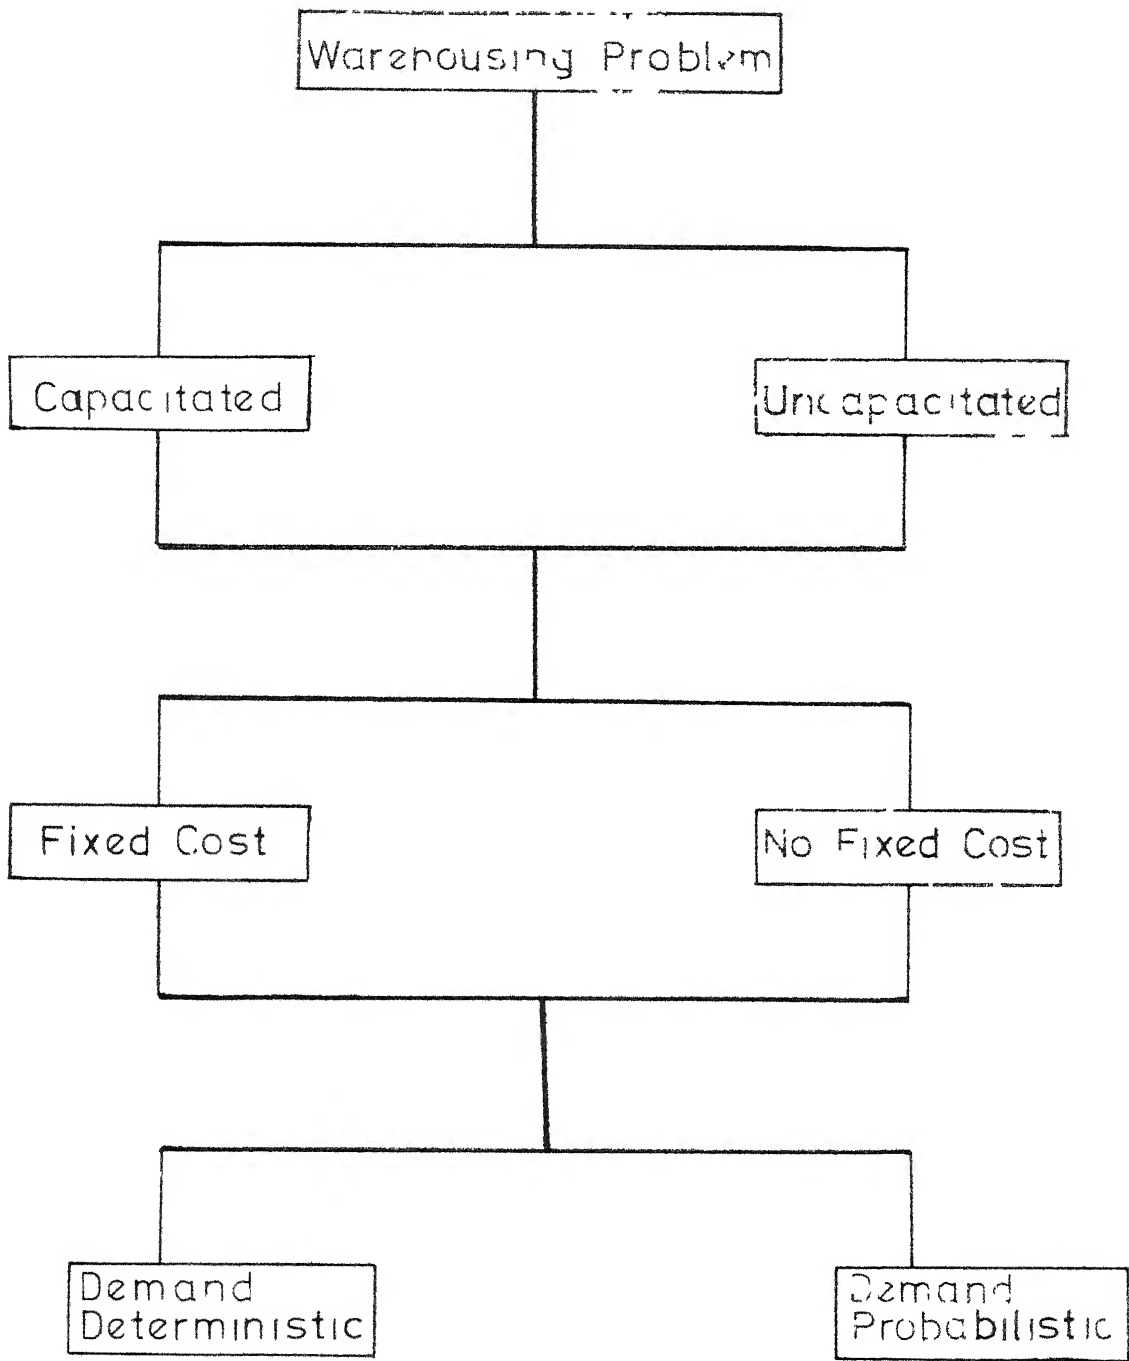 Warehousing Problem
Capacitated
Uncapacitated
Fixed Cost
No Fixed Cost
Demand
Deterministic
Demand
Probabilistic